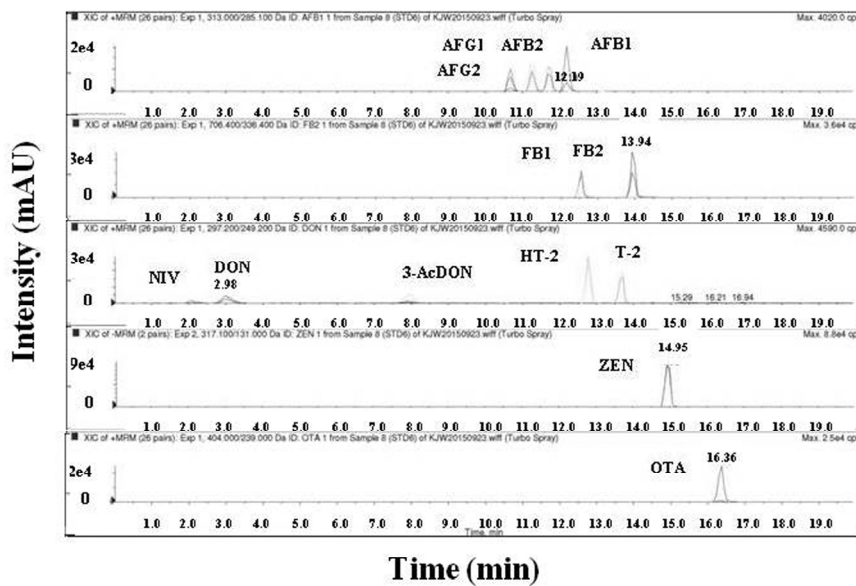 XIC of +MRM (26 pairs): Exp 1, 313.000/285.100 Da ID: AFB1 1 from Sample 8 (STD6) of KJW20150923.wiff (Turbo Spray) Max. 4020.0 cp
AFG1 AFB2 AFB1
2e4
AFG2
12.19
0
1.0 2.0 3.0 4.0 5.0 6.0 7.0 8.0 9.0 10.0 11.0 12.0 13.0 14.0 15.0 16.0 17.0 18.0 19.0
XIC of +MRM (26 pairs): Exp 1, 706.400/336.400 Da ID: FB2 1 from Sample 8 (STD6) of KJW20150923.wiff (Turbo Spray) Max. 3.6e4 cp
13.94
FB1 FB2
3e4
0
1.0 2.0 3.0 4.0 5.0 6.0 7.0 8.0 9.0 10.0 11.0 12.0 13.0 14.0 15.0 16.0 17.0 18.0 19.0
XIC of +MRM (26 pairs): Exp 1, 297.200/249.200 Da ID: DON 1 from Sample 8 (STD6) of KJW20150923.wiff (Turbo Spray) Max. 4590.0 cp
HT-2 T-2
3e4
NIV DON 3-AcDON
2.98
15.29 16.21 16.94
0
1.0 2.0 3.0 4.0 5.0 6.0 7.0 8.0 9.0 10.0 11.0 12.0 13.0 14.0 15.0 16.0 17.0 18.0 19.0
XIC of -MRM (2 pairs): Exp 2, 317.100/131.000 Da ID: ZEN 1 from Sample 8 (STD6) of KJW20150923.wiff (Turbo Spray) Max. 8.8e4 cp
14.95
9e4
ZEN
0
1.0 2.0 3.0 4.0 5.0 6.0 7.0 8.0 9.0 10.0 11.0 12.0 13.0 14.0 15.0 16.0 17.0 18.0 19.0
XIC of +MRM (26 pairs): Exp 1, 404.000/239.000 Da ID: OTA 1 from Sample 8 (STD6) of KJW20150923.wiff (Turbo Spray) Max. 2.5e4 cp
16.36
2e4
OTA
0
1.0 2.0 3.0 4.0 5.0 6.0 7.0 8.0 9.0 10.0 11.0 12.0 13.0 14.0 15.0 16.0 17.0 18.0 19.0
Time, min
Intensity (mAU)
Time (min)